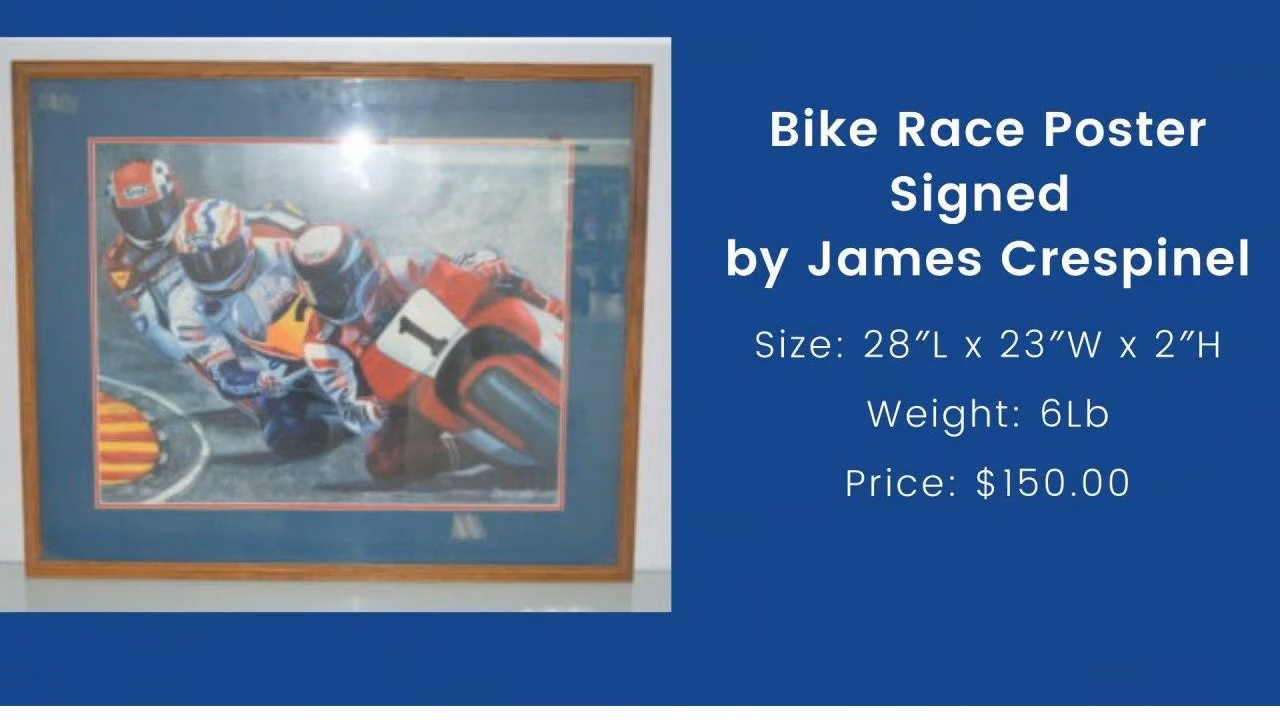 Bike Race Poster
Signed
by James Crespinel
Size: 28″L x 23″W x 2″H
Weight: 6Lb
Price: $150.00
1